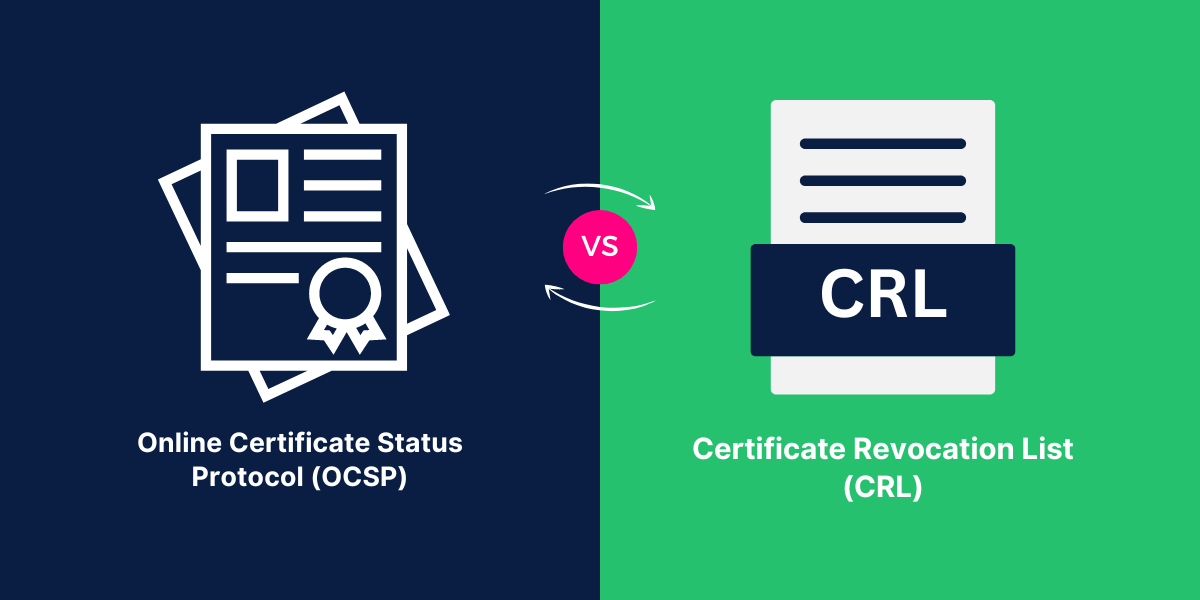 Online Certificate Status
Protocol (OCSP)
VS
CRL
Certificate Revocation List
(CRL)